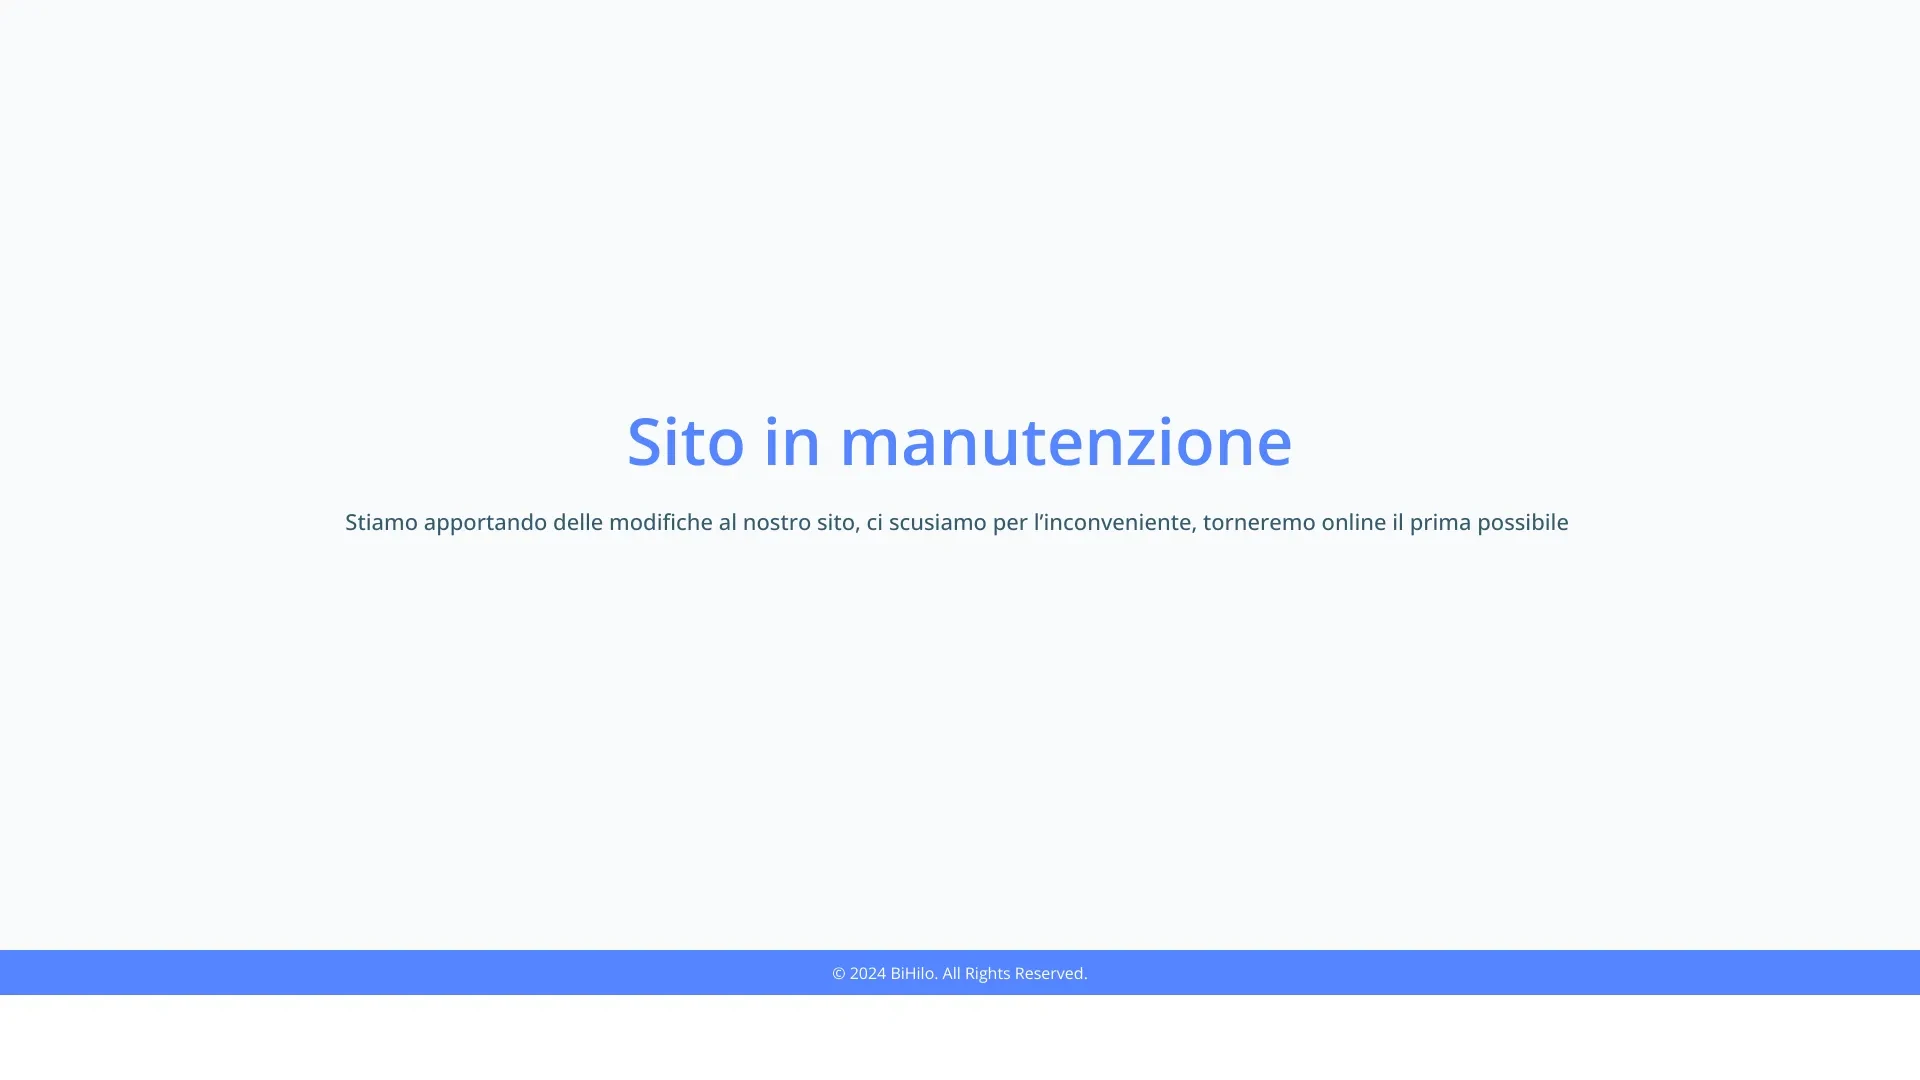 Sito in manutenzione
Stiamo apportando delle modifiche al nostro sito, ci scusiamo per l’inconveniente, torneremo online il prima possibile
© 2024 BiHilo. All Rights Reserved.